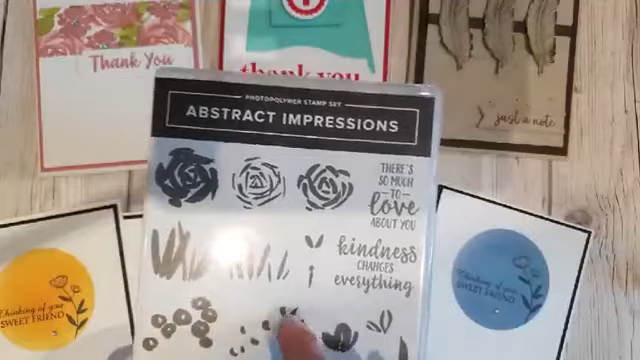 Thank You
thank you
just a note
PHOTOPOLYMER STAMP SET
ABSTRACT IMPRESSIONS
THERE'S
SO MUCH
TO
love
ABOUT YOU
kindness
CHANGES
everything
Thinking of you
SWEET FRIEND
Thinking of you
SWEET FRIEND